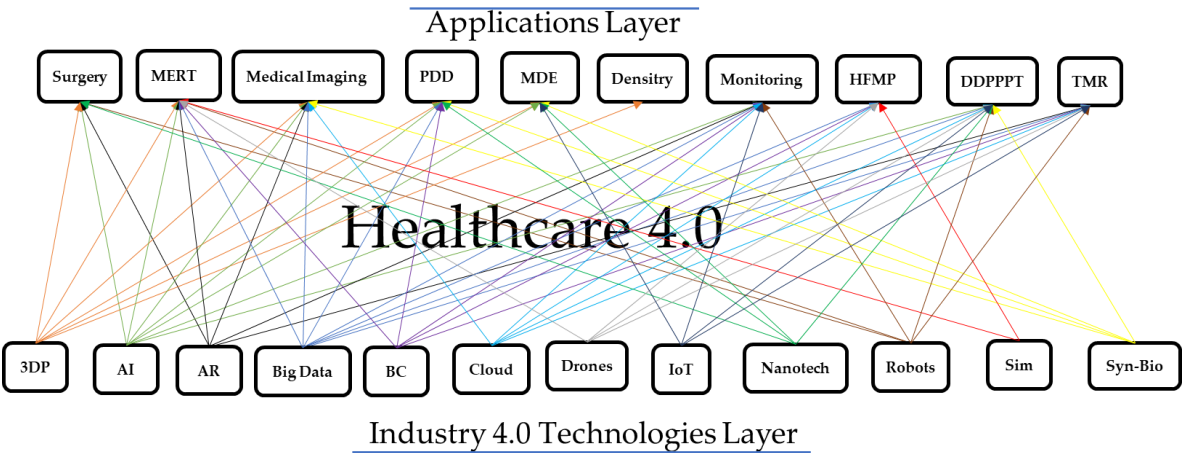 Applications Layer
Surgery
MERT
Medical Imaging
PDD
MDE
Densitry
Monitoring
HFMP
DDPPPT
TMR
Healthcare 4.0
3DP
AI
AR
Big Data
BC
Cloud
Drones
IoT
Nanotech
Robots
Sim
Syn-Bio
Industry 4.0 Technologies Layer